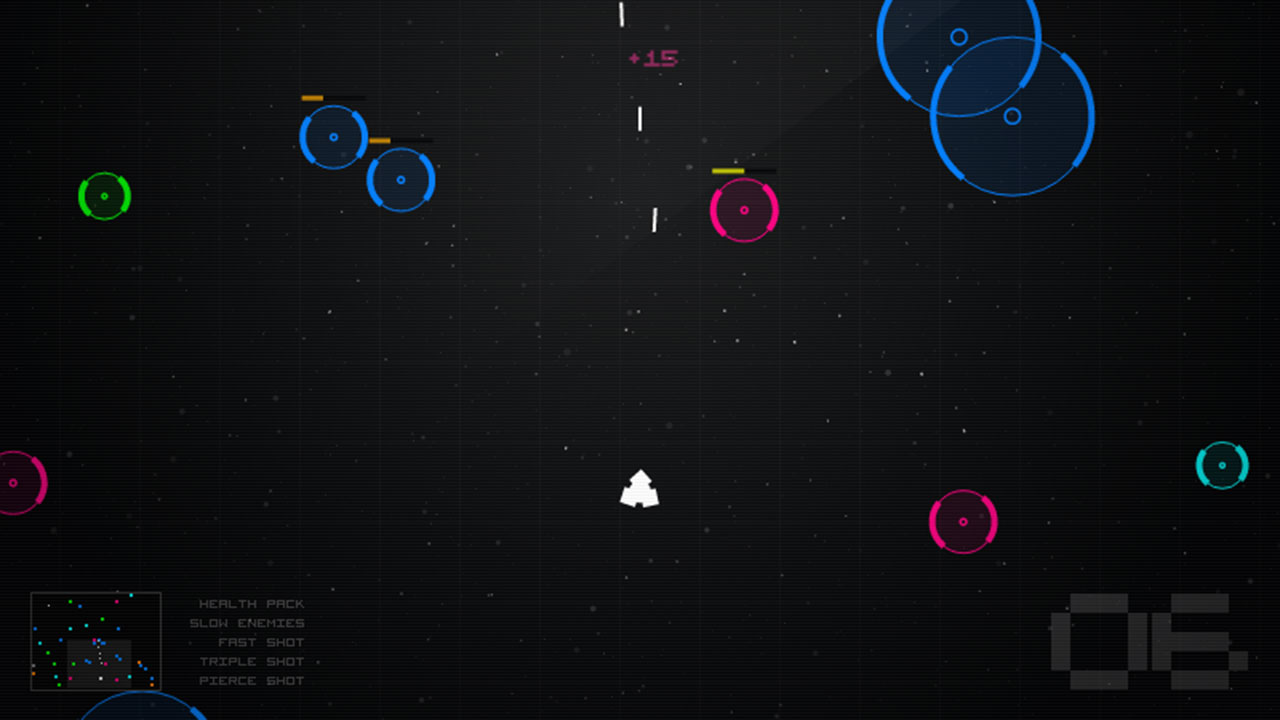 +15
HEALTH PACK
SLOW ENEMIES
FAST SHOT
TRIPLE SHOT
PIERCE SHOT
06